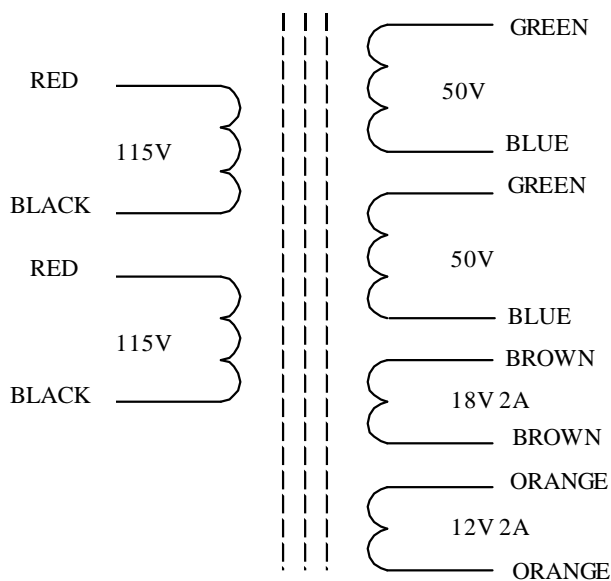 RED
115V
BLACK
RED
115V
BLACK
GREEN
50V
BLUE
GREEN
50V
BLUE
BROWN
18V 2A
BROWN
ORANGE
12V 2A
ORANGE